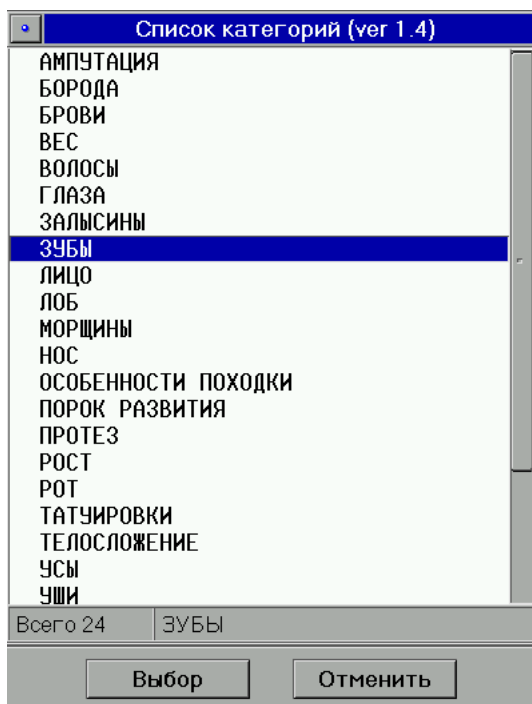 Список категорий (ver 1.4)
АМПУТАЦИЯ
БОРОДА
БРОВИ
ВЕС
ВОЛОСЫ
ГЛАЗА
ЗАЛЫСИНЫ
ЗУБЫ
ЛИЦО
ЛОБ
МОРЩИНЫ
НОС
ОСОБЕННОСТИ ПОХОДКИ
ПОРОК РАЗВИТИЯ
ПРОТЕЗ
РОСТ
РОТ
ТАТУИРОВКИ
ТЕЛОСЛОЖЕНИЕ
УСЫ
УШИ
Всего 24 ЗУБЫ
Выбор Отменить